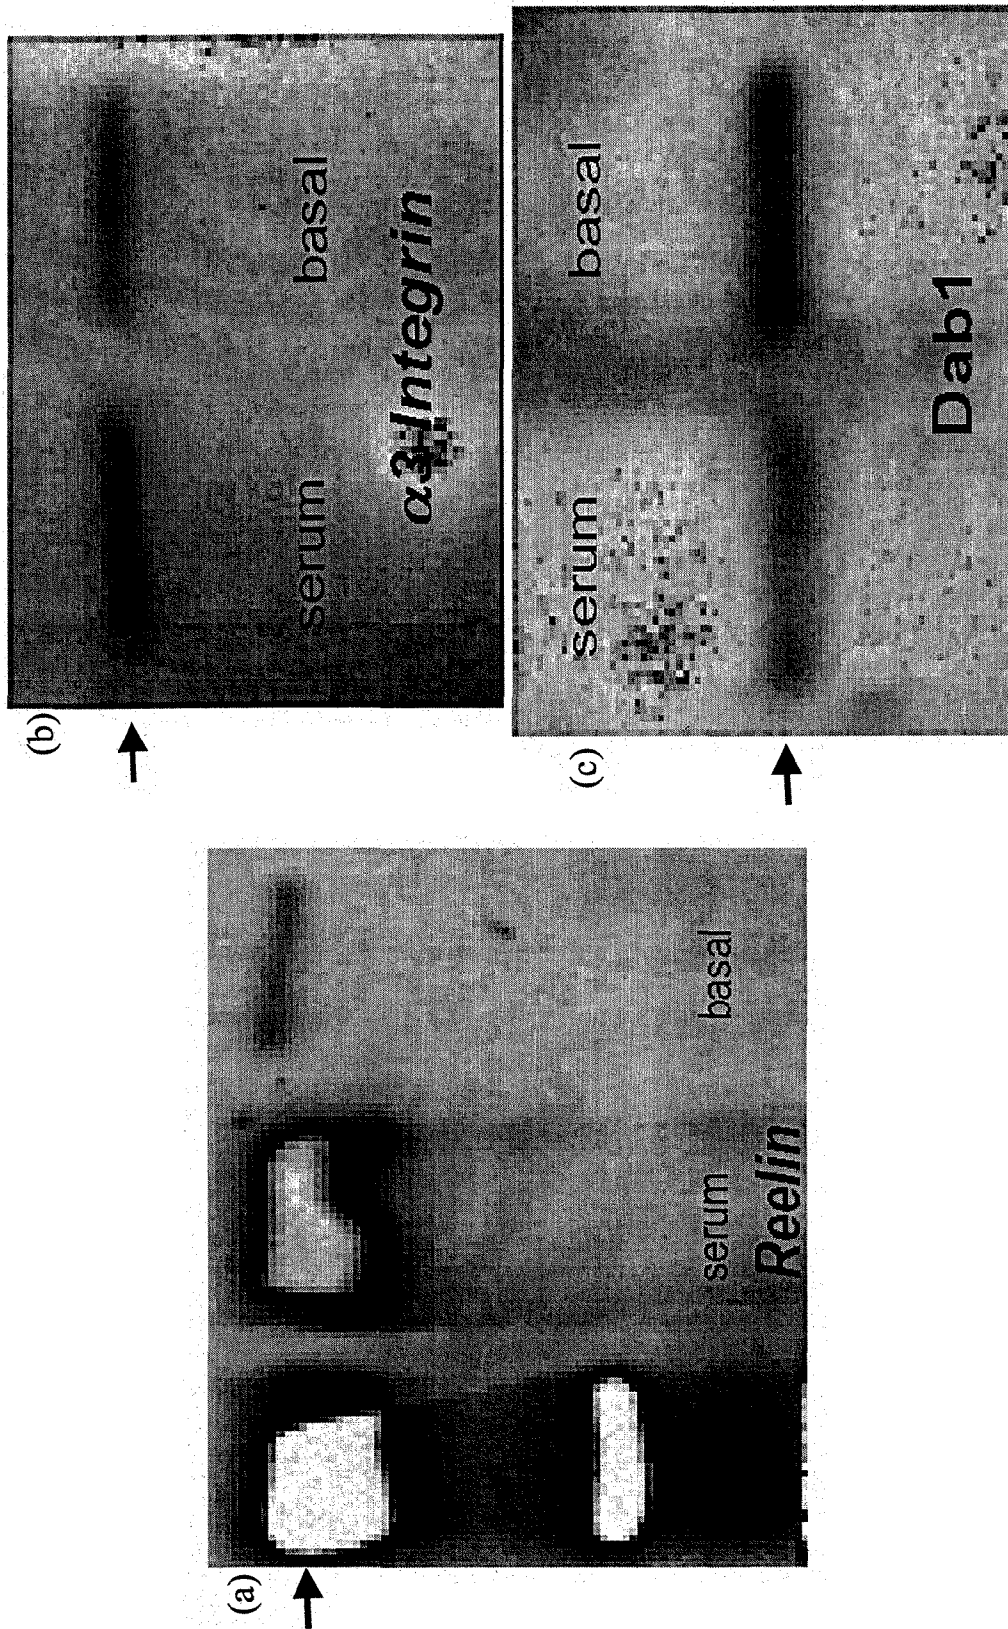 (a)
serum basal
Reelin
(b)
serum basal
α3-Integrin
(c)
serum basal
Dab1